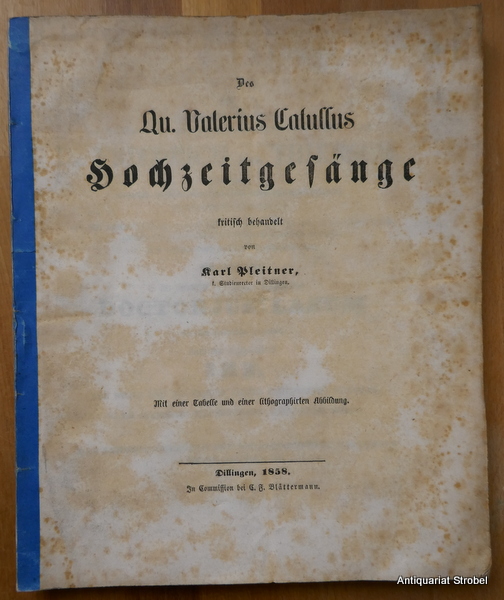 Des
Qu. Valerius Catullus
Hochzeitgesänge
kritisch behandelt
von
Karl Pleitner,
k. Studienrector in Dillingen.
Mit einer Tabelle und einer lithographirten Abbildung.
Dillingen, 1858.
In Commission bei C. F. Blättermann.
Antiquariat Strobel